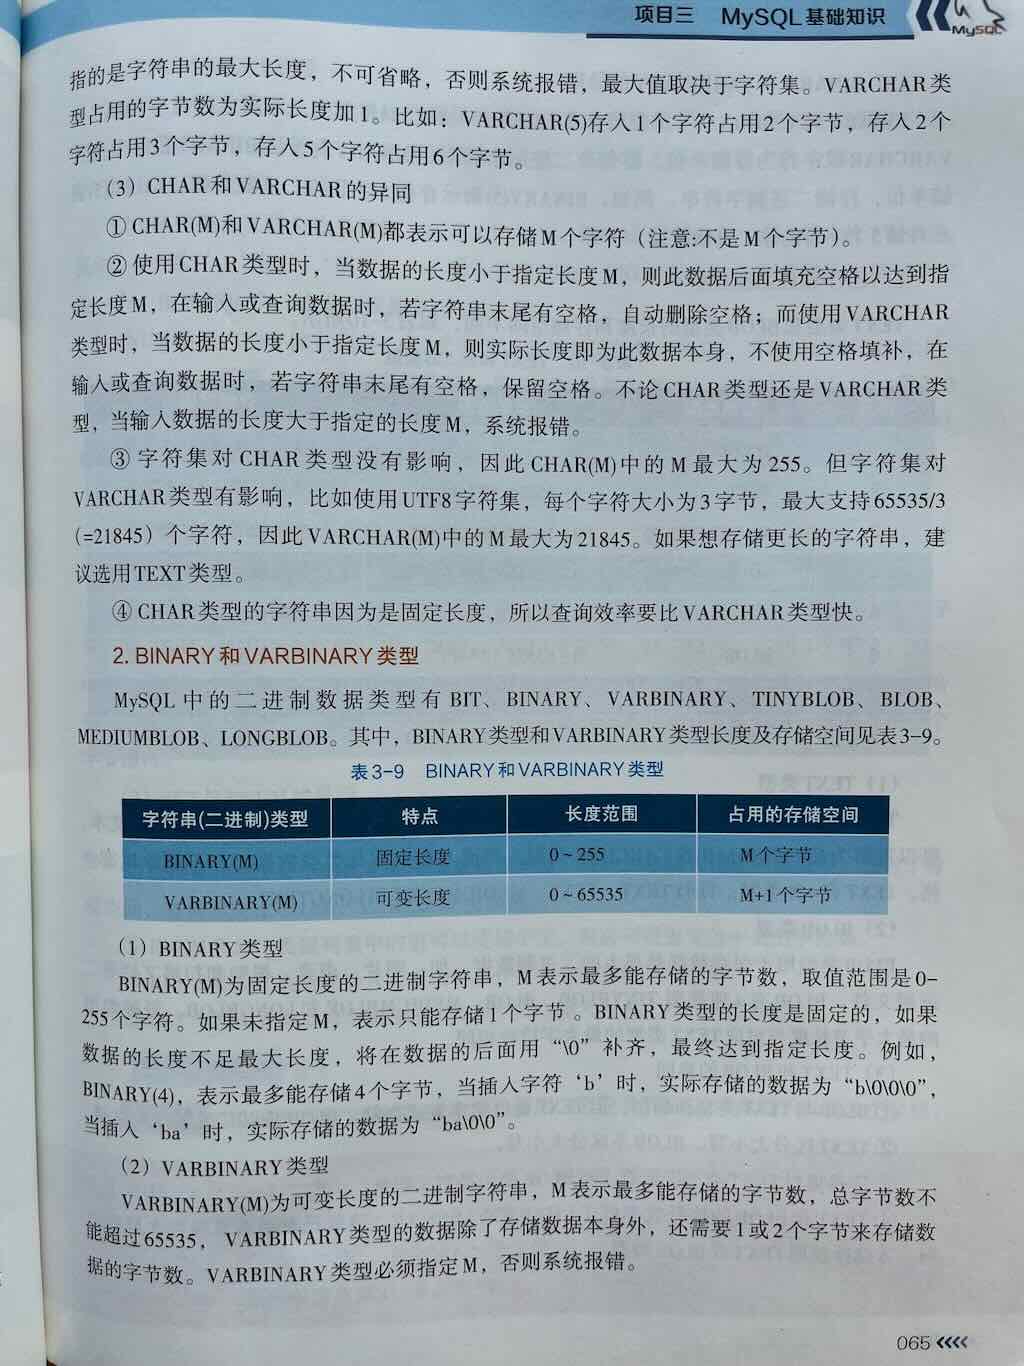 项目三 MySQL基础知识
MySQL
指的是字符串的最大长度，不可省略，否则系统报错，最大值取决于字符集。VARCHAR类
型占用的字节数为实际长度加1。比如：VARCHAR(5)存入1个字符占用2个字节，存入2个
字符占用3个字节，存入5个字符占用6个字节。
（3）CHAR和VARCHAR的异同
① CHAR(M)和VARCHAR(M)都表示可以存储M个字符（注意:不是M个字节）。
② 使用CHAR类型时，当数据的长度小于指定长度M，则此数据后面填充空格以达到指
定长度M，在输入或查询数据时，若字符串末尾有空格，自动删除空格；而使用VARCHAR
类型时，当数据的长度小于指定长度M，则实际长度即为此数据本身，不使用空格填补，在
输入或查询数据时，若字符串末尾有空格，保留空格。不论CHAR类型还是VARCHAR类
型，当输入数据的长度大于指定的长度M，系统报错。
③ 字符集对CHAR类型没有影响，因此CHAR(M)中的M最大为255。但字符集对
VARCHAR类型有影响，比如使用UTF8字符集，每个字符大小为3字节，最大支持65535/3
（=21845）个字符，因此VARCHAR(M)中的M最大为21845。如果想存储更长的字符串，建
议选用TEXT类型。
④ CHAR类型的字符串因为是固定长度，所以查询效率要比VARCHAR类型快。
2. BINARY和VARBINARY类型
MySQL中的二进制数据类型有BIT、BINARY、VARBINARY、TINYBLOB、BLOB、
MEDIUMBLOB、LONGBLOB。其中，BINARY类型和VARBINARY类型长度及存储空间见表3-9。
表3-9 BINARY和VARBINARY类型
字符串(二进制)类型 特点 长度范围 占用的存储空间
BINARY(M) 固定长度 0~255 M个字节
VARBINARY(M) 可变长度 0~65535 M+1个字节
（1）BINARY类型
BINARY(M)为固定长度的二进制字符串，M表示最多能存储的字节数，取值范围是0-
255个字符。如果未指定M，表示只能存储1个字节。BINARY类型的长度是固定的，如果
数据的长度不足最大长度，将在数据的后面用“\0”补齐，最终达到指定长度。例如，
BINARY(4)，表示最多能存储4个字节，当插入字符‘b’时，实际存储的数据为“b\0\0\0”，
当插入‘ba’时，实际存储的数据为“ba\0\0”。
（2）VARBINARY类型
VARBINARY(M)为可变长度的二进制字符串，M表示最多能存储的字节数，总字节数不
能超过65535，VARBINARY类型的数据除了存储数据本身外，还需要1或2个字节来存储数
据的字节数。VARBINARY类型必须指定M，否则系统报错。
065